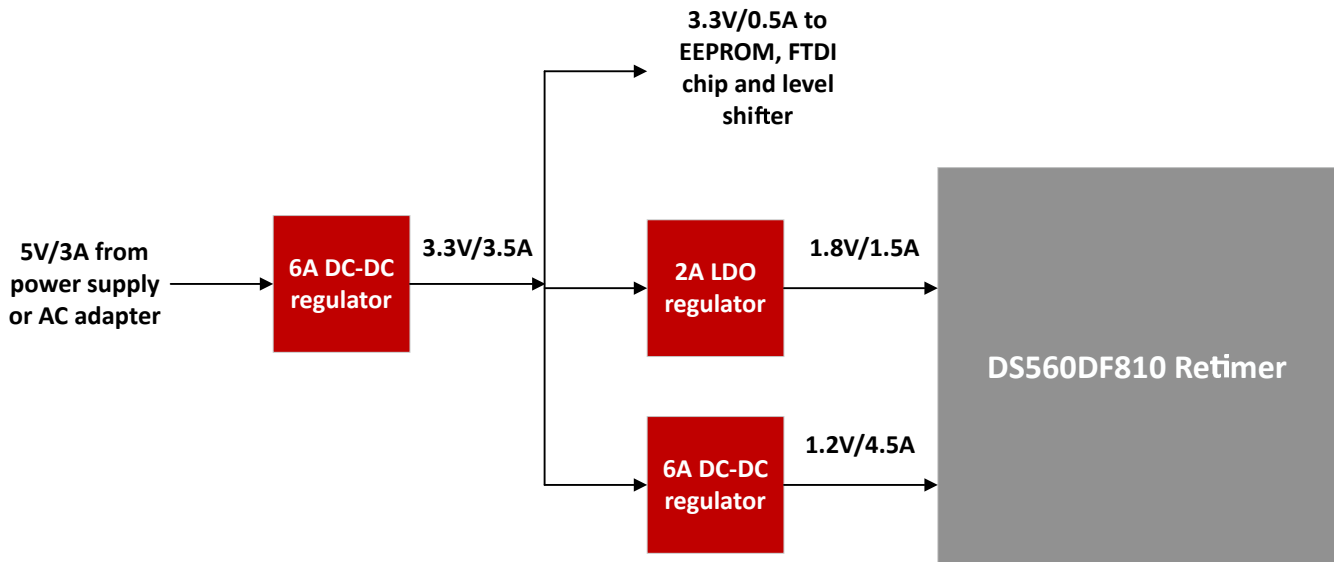 3.3V/0.5A to
EEPROM, FTDI
chip and level
shifter
5V/3A from
power supply
or AC adapter
6A DC-DC
regulator
3.3V/3.5A
2A LDO
regulator
1.8V/1.5A
6A DC-DC
regulator
1.2V/4.5A
DS560DF810 Retimer